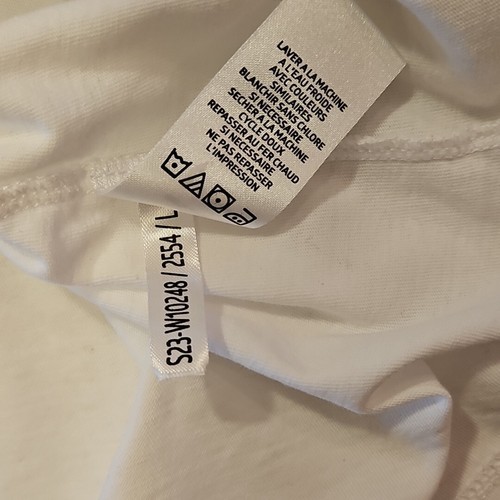 LAVER A LA MACHINE
A L'EAU FROIDE
AVEC COULEURS
SIMILAIRES
BLANCHIR SANS CHLORE
SI NECESSAIRE
SECHER A LA MACHINE
CYCLE DOUX
REPASSER AU FER CHAUD
SI NECESSAIRE
NE PAS REPASSER
L'IMPRESSION
S23-W10248 / 2554 / L